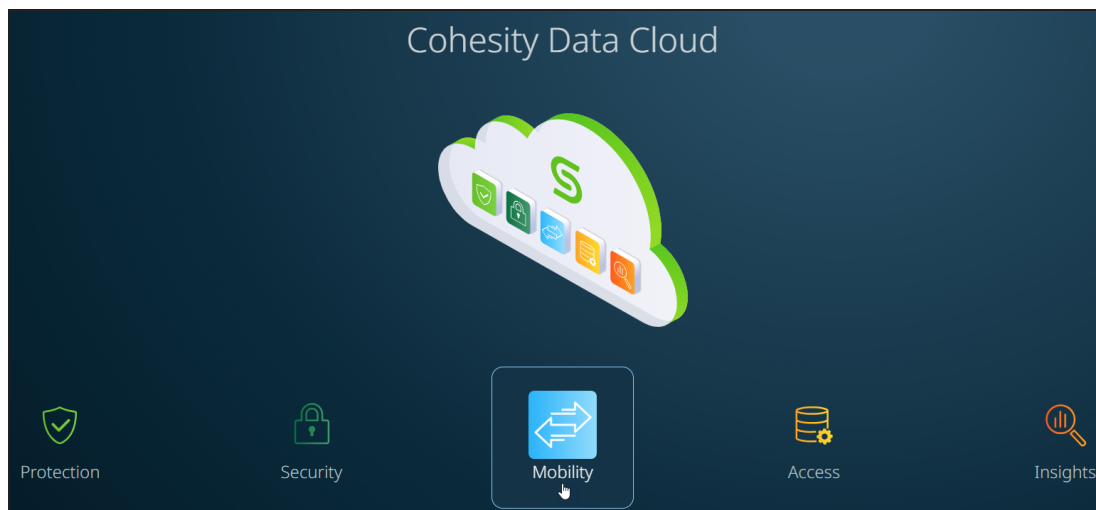 Cohesity Data Cloud
Protection
Security
Mobility
Access
Insights